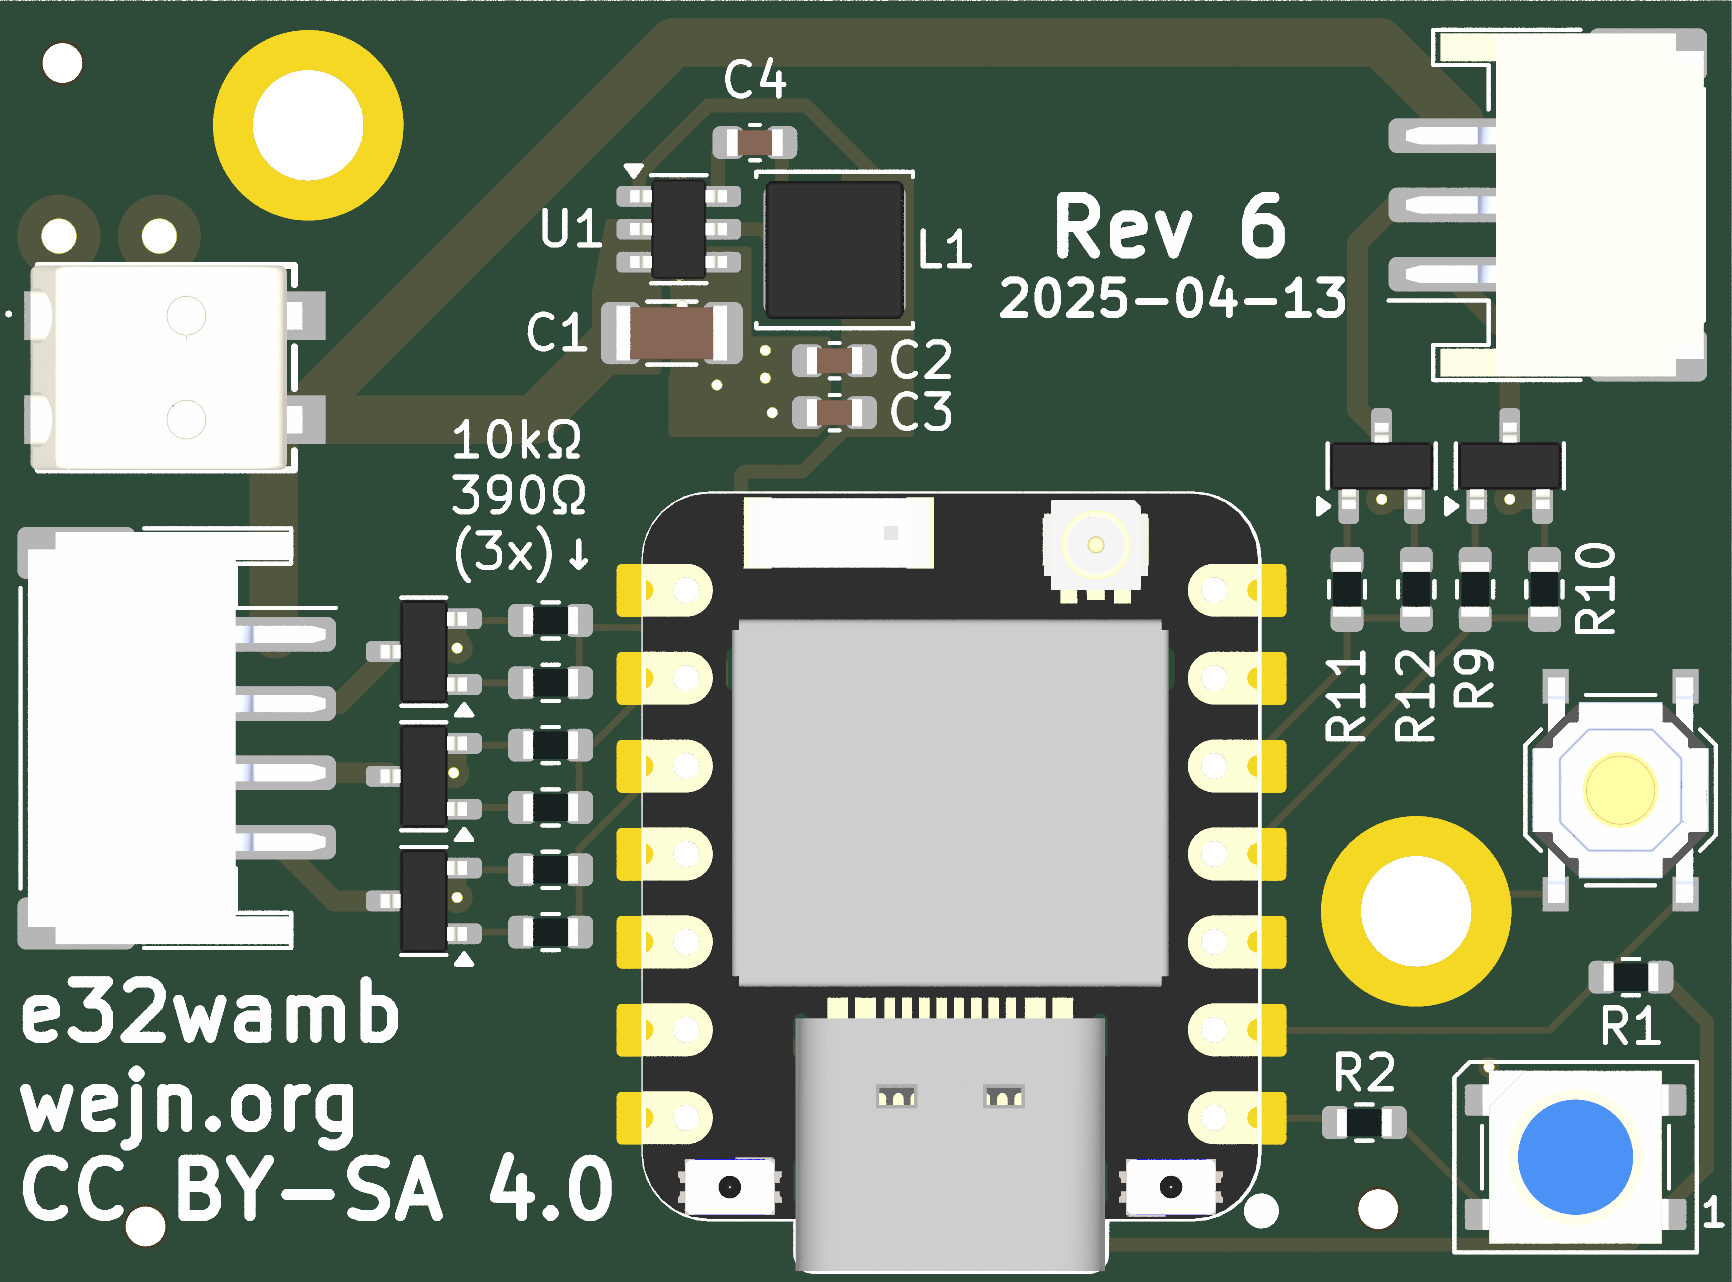 C4
U1
L1
Rev 6
2025-04-13
C1
C2
C3
10kΩ
390Ω
(3x)↓
R10
R11
R12
R9
e32wamb
wejn.org
CC BY-SA 4.0
R1
R2
1